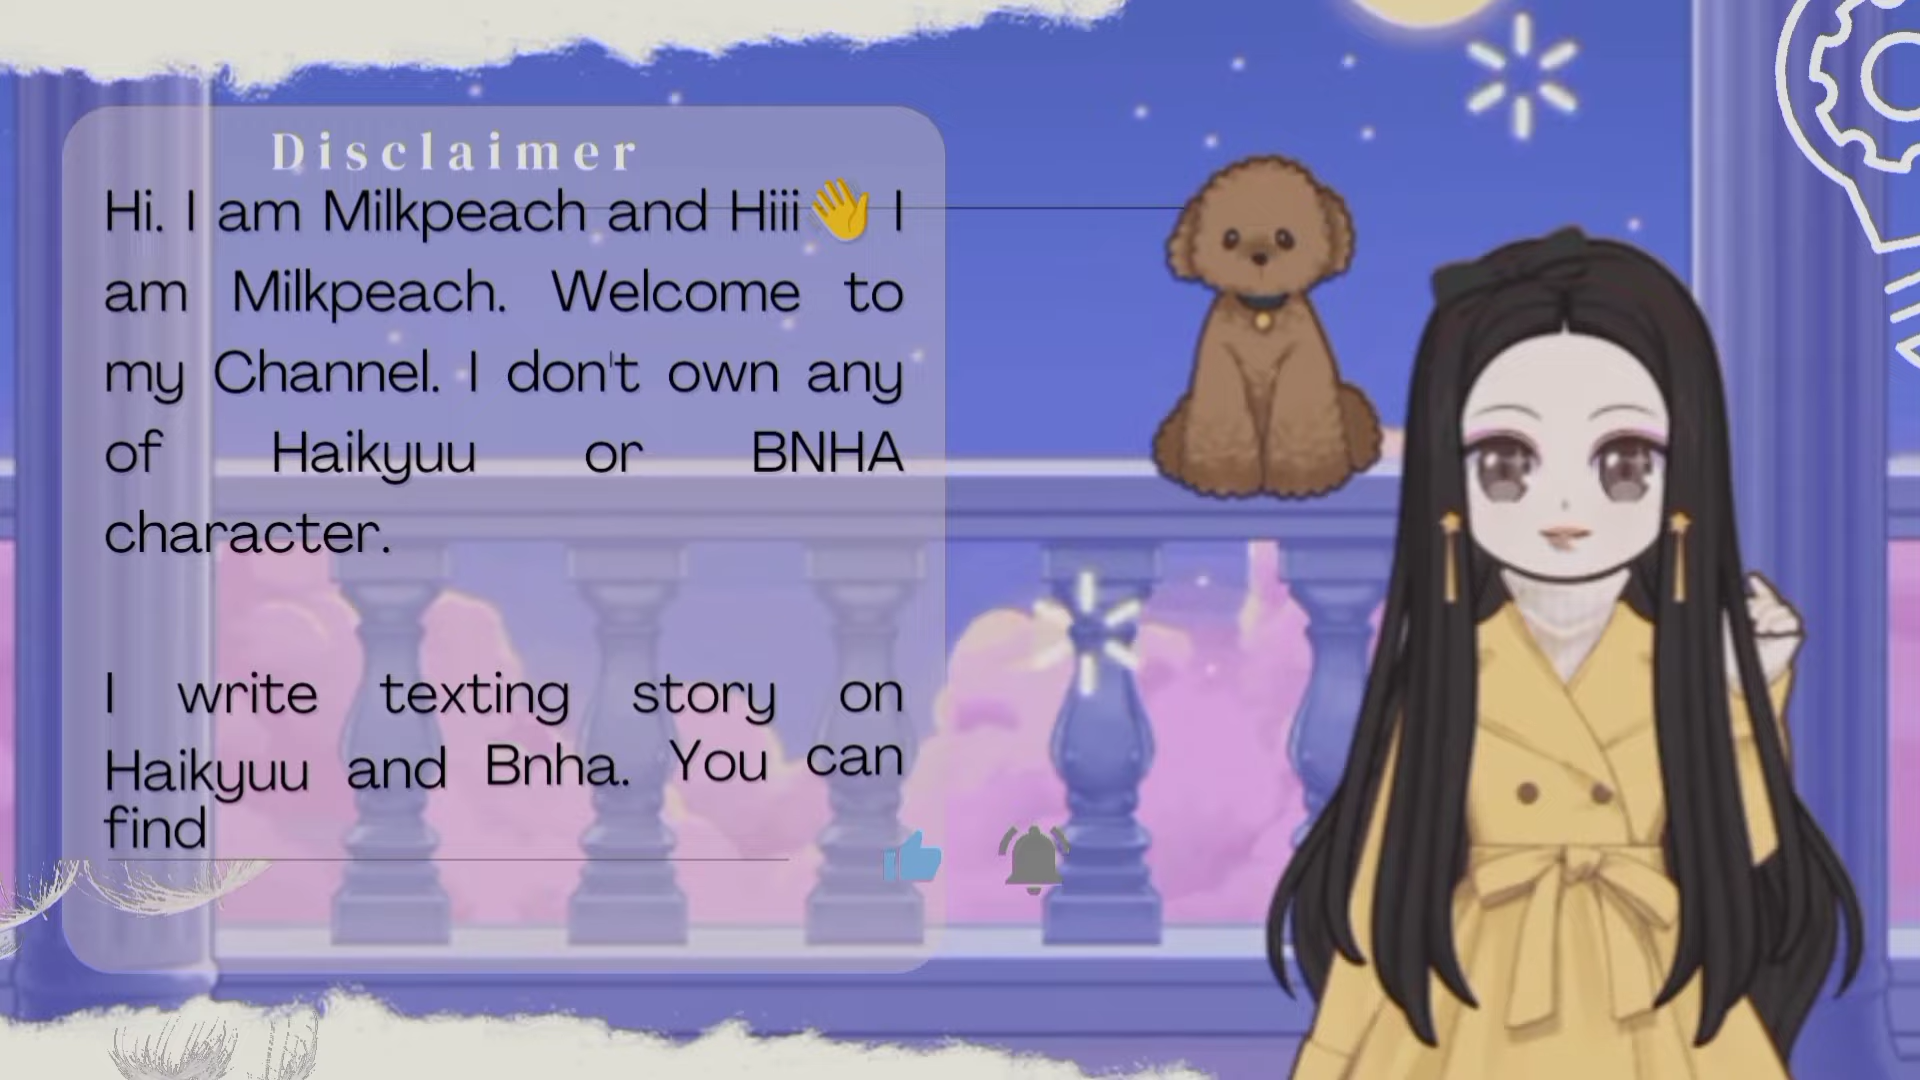 Disclaimer
Hi. I am Milkpeach and Hiii👋 I
am Milkpeach. Welcome to
my Channel. I don't own any
of Haikyuu or BNHA
character.
I write texting story on
Haikyuu and Bnha. You can
find